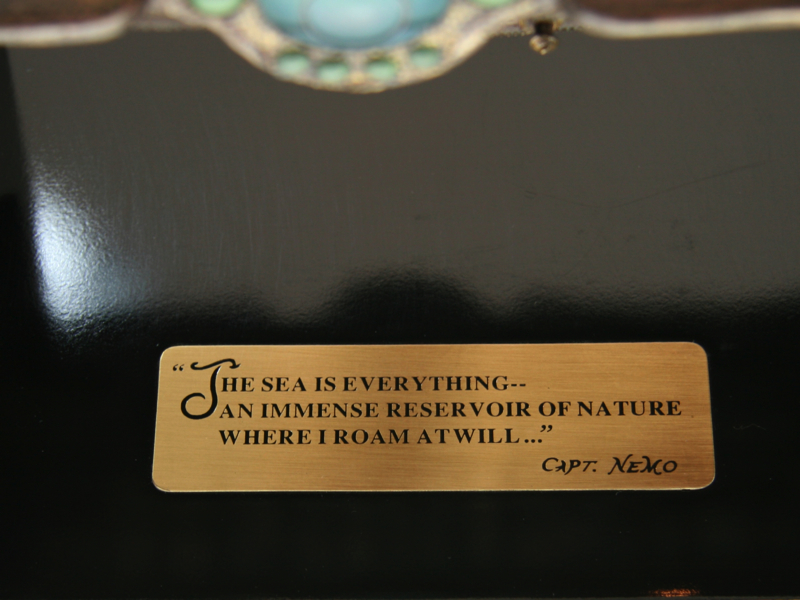 “THE SEA IS EVERYTHING--
AN IMMENSE RESERVOIR OF NATURE
WHERE I ROAM AT WILL...”
CAPT. NEMO